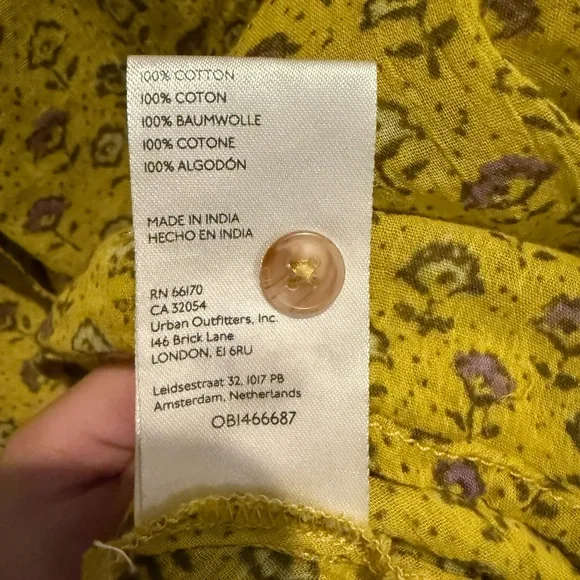 100% COTTON
100% COTON
100% BAUMWOLLE
100% COTONE
100% ALGODÓN
MADE IN INDIA
HECHO EN INDIA
RN 66170
CA 32054
Urban Outfitters, Inc.
146 Brick Lane
LONDON, E1 6RU
Leidsestraat 32, 1017 PB
Amsterdam, Netherlands
OB1466687